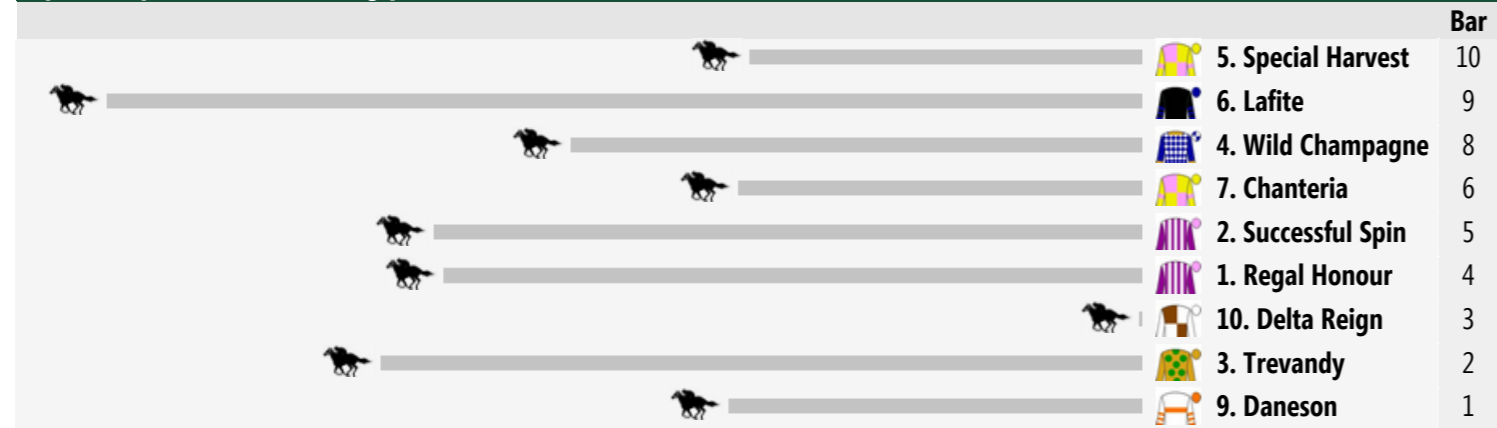 Bar
5. Special Harvest 10
6. Lafite 9
4. Wild Champagne 8
7. Chanteria 6
2. Successful Spin 5
1. Regal Honour 4
10. Delta Reign 3
3. Trevandy 2
9. Daneson 1